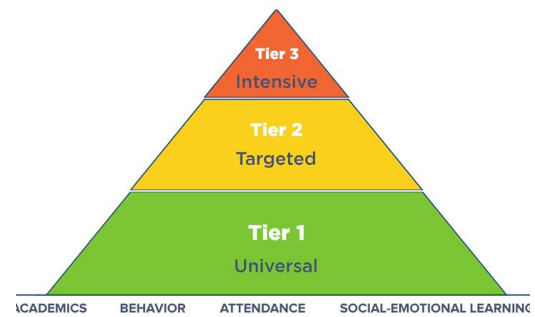 Tier 3
Intensive
Tier 2
Targeted
Tier 1
Universal
ACADEMICS BEHAVIOR ATTENDANCE SOCIAL-EMOTIONAL LEARNING